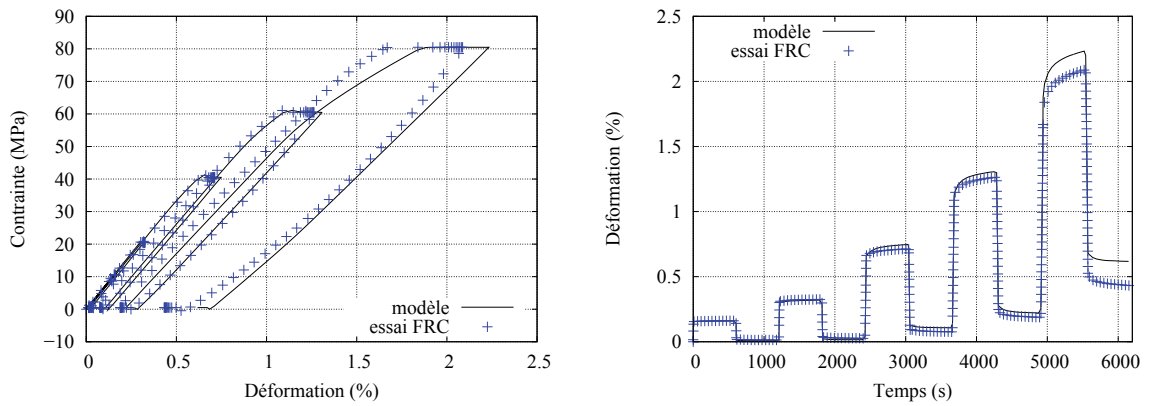 90
80
70
60
50
40
30
20
10
0
−10
0 0.5 1 1.5 2 2.5
Contrainte (MPa)
Déformation (%)
modèle
essai FRC
2.5
2
1.5
1
0.5
0
0 1000 2000 3000 4000 5000 6000
Déformation (%)
Temps (s)
modèle
essai FRC